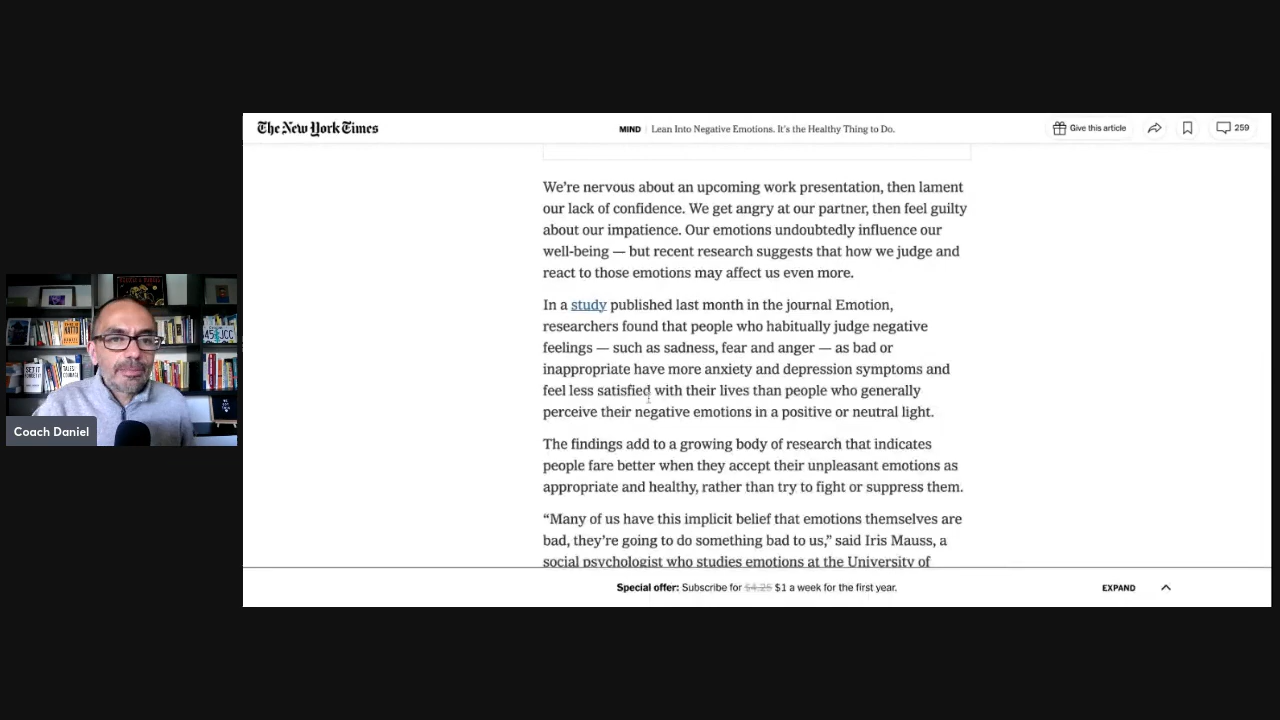 The New York Times
MIND | Lean Into Negative Emotions. It's the Healthy Thing to Do.
Give this article
259
We're nervous about an upcoming work presentation, then lament
our lack of confidence. We get angry at our partner, then feel guilty
about our impatience. Our emotions undoubtedly influence our
well-being — but recent research suggests that how we judge and
react to those emotions may affect us even more.
In a study published last month in the journal Emotion,
researchers found that people who habitually judge negative
feelings — such as sadness, fear and anger — as bad or
inappropriate have more anxiety and depression symptoms and
feel less satisfied with their lives than people who generally
perceive their negative emotions in a positive or neutral light.
The findings add to a growing body of research that indicates
people fare better when they accept their unpleasant emotions as
appropriate and healthy, rather than try to fight or suppress them.
“Many of us have this implicit belief that emotions themselves are
bad, they're going to do something bad to us,” said Iris Mauss, a
social psychologist who studies emotions at the University of
Special offer: Subscribe for $4.25 $1 a week for the first year.
EXPAND
Coach Daniel